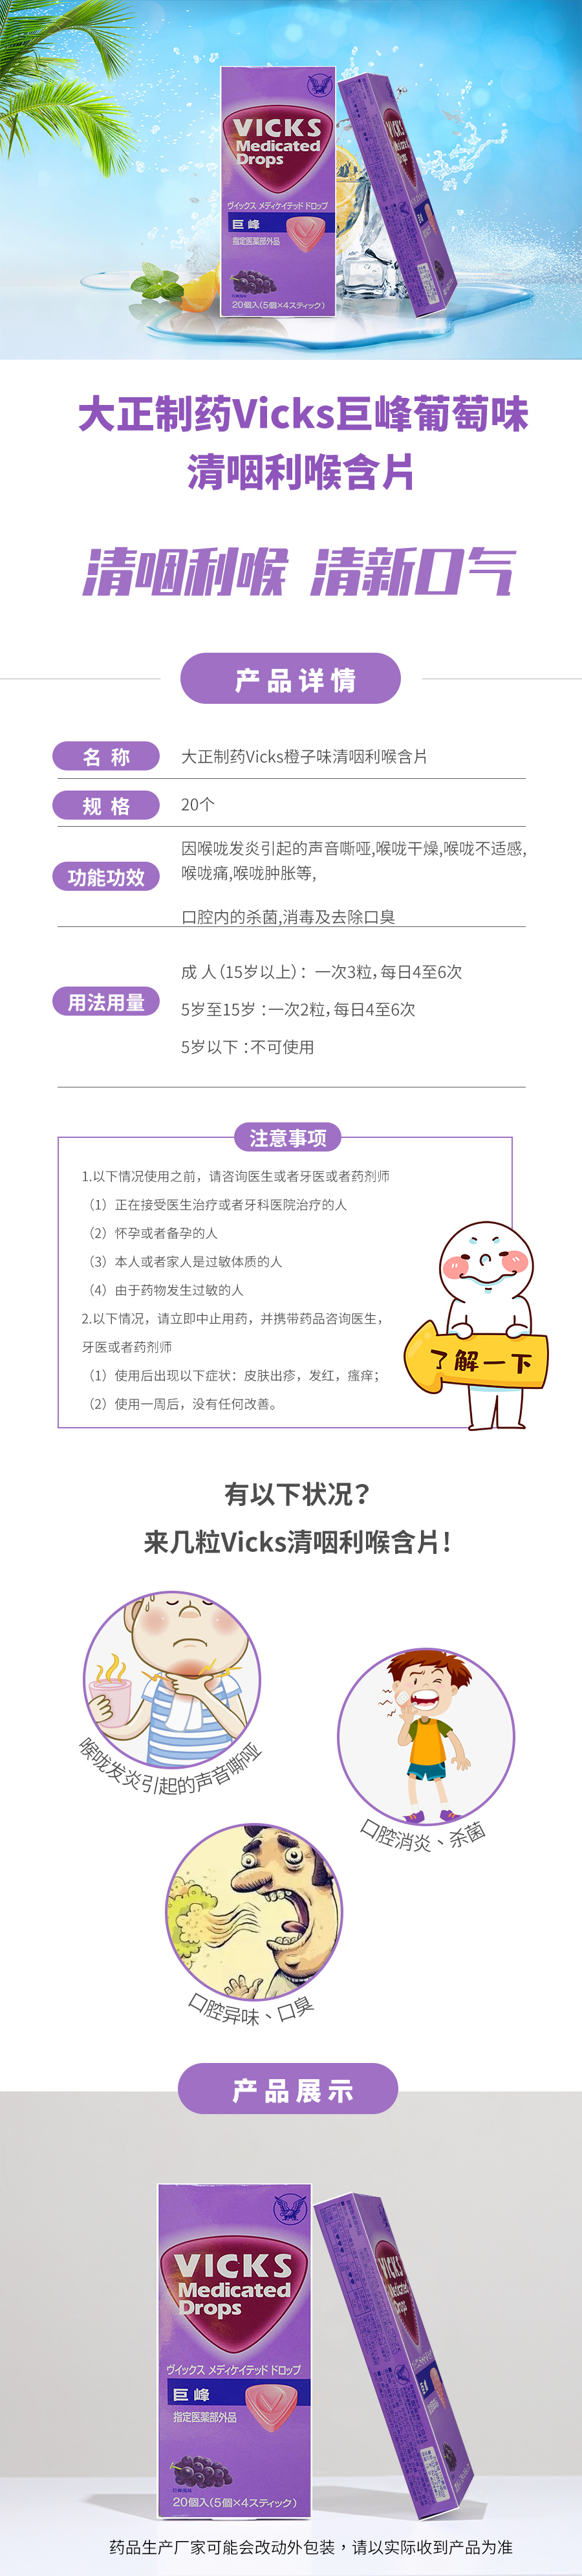 VICKS
Medicated
Drops
ヴイックス メディケイテッド ドロップ
巨峰
指定医薬部外品
20個入(5個×4スティック)
VICKS
Medicated
Drops
大正制药Vicks巨峰葡萄味
清咽利喉含片
清咽利喉 清新口气
产品详情
名 称
大正制药Vicks橙子味清咽利喉含片
规 格
20个
功能功效
因喉咙发炎引起的声音嘶哑,喉咙干燥,喉咙不适感,
喉咙痛,喉咙肿胀等,
口腔内的杀菌,消毒及去除口臭
用法用量
成 人（15岁以上）： 一次3粒，每日4至6次
5岁至15岁：一次2粒，每日4至6次
5岁以下：不可使用
注意事项
1.以下情况使用之前，请咨询医生或者牙医或者药剂师
（1）正在接受医生治疗或者牙科医院治疗的人
（2）怀孕或者备孕的人
（3）本人或者家人是过敏体质的人
（4）由于药物发生过敏的人
2.以下情况，请立即中止用药，并携带药品咨询医生，
牙医或者药剂师
（1）使用后出现以下症状：皮肤出疹，发红，瘙痒；
（2）使用一周后，没有任何改善。
了解一下
有以下状况？
来几粒Vicks清咽利喉含片！
喉咙发炎引起的声音嘶哑
口腔消炎、杀菌
口腔异味、口臭
产品展示
VICKS
Medicated
Drops
ヴイックス メディケイテッド ドロップ
巨峰
指定医薬部外品
20個入(5個×4スティック)
VICKS
Medicated
Drops
药品生产厂家可能会改动外包装，请以实际收到产品为准